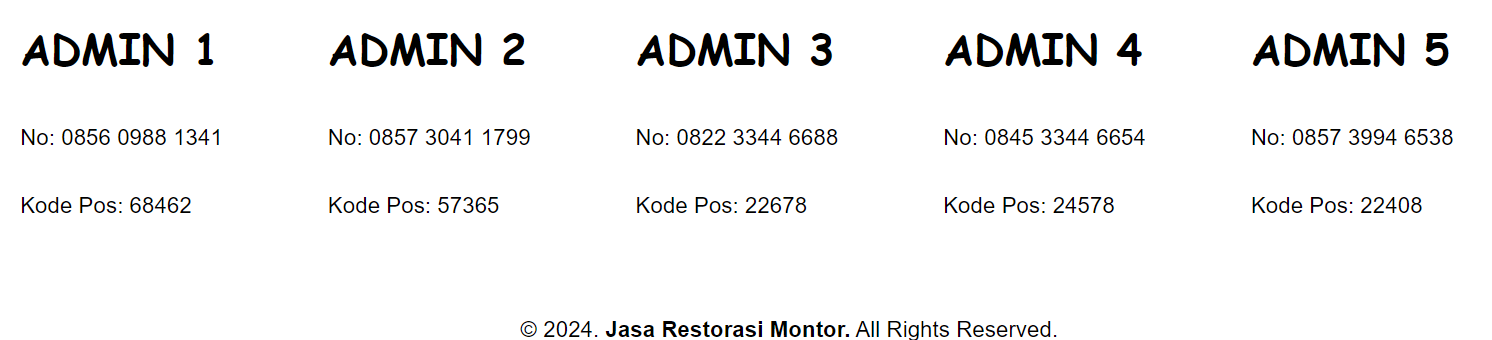 ADMIN 1 ADMIN 2 ADMIN 3 ADMIN 4 ADMIN 5
No: 0856 0988 1341 No: 0857 3041 1799 No: 0822 3344 6688 No: 0845 3344 6654 No: 0857 3994 6538
Kode Pos: 68462 Kode Pos: 57365 Kode Pos: 22678 Kode Pos: 24578 Kode Pos: 22408
© 2024. Jasa Restorasi Montor. All Rights Reserved.